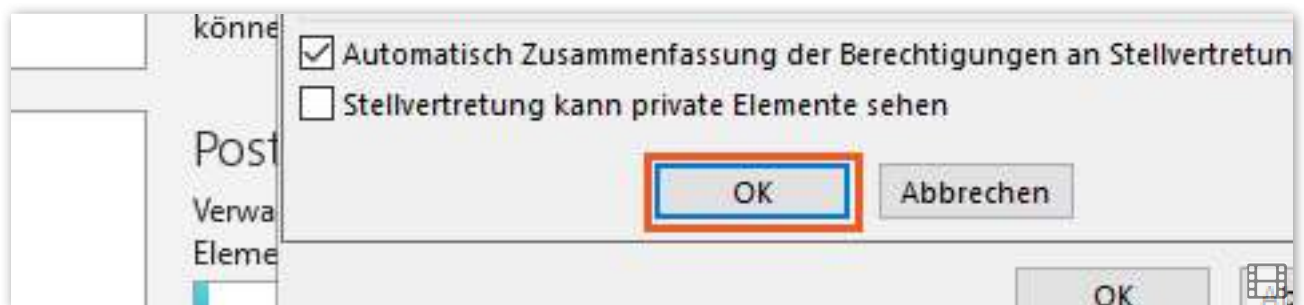 könne
Automatisch Zusammenfassung der Berechtigungen an Stellvertretun
Stellvertretung kann private Elemente sehen
Post
OK Abbrechen
Verwa
Eleme
OK